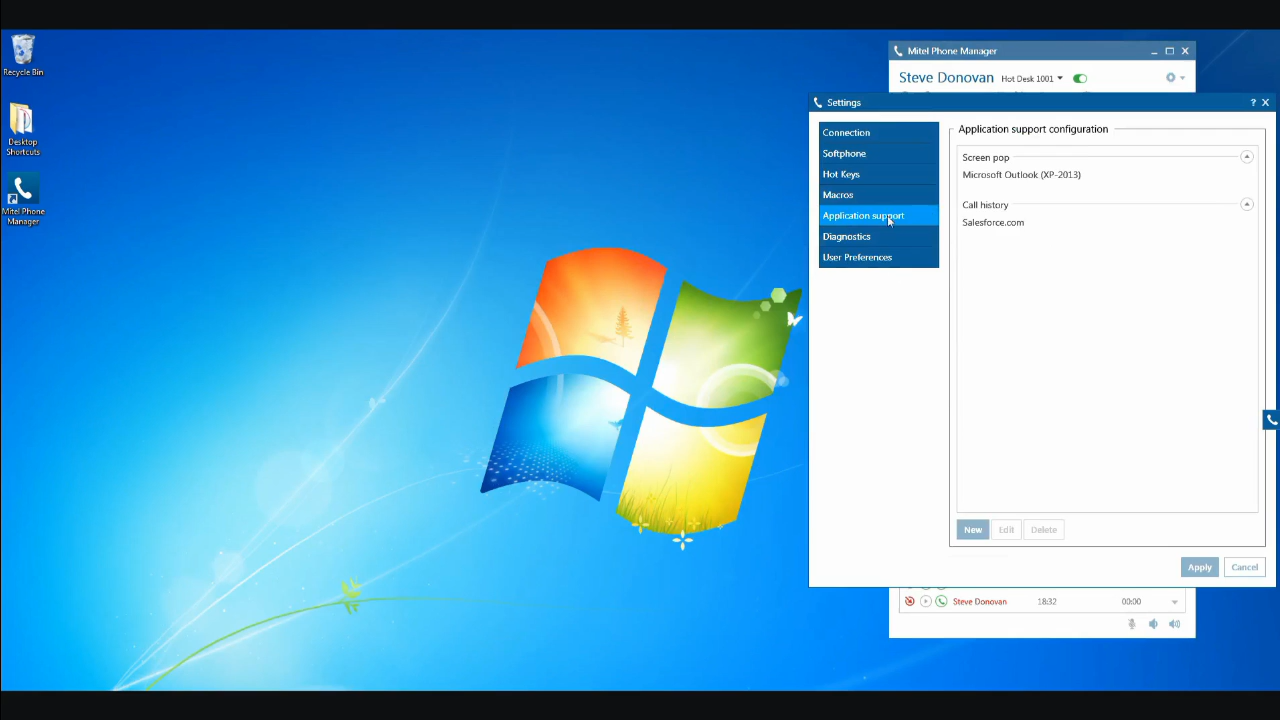 Recycle Bin
Desktop
Shortcuts
Mitel Phone
Manager
Mitel Phone Manager
Steve Donovan Hot Desk 1001
Settings
?
Connection
Softphone
Hot Keys
Macros
Application support
Diagnostics
User Preferences
Application support configuration
Screen pop
Microsoft Outlook (XP-2013)
Call history
Salesforce.com
New Edit Delete
Apply Cancel
Steve Donovan 18:32 00:00